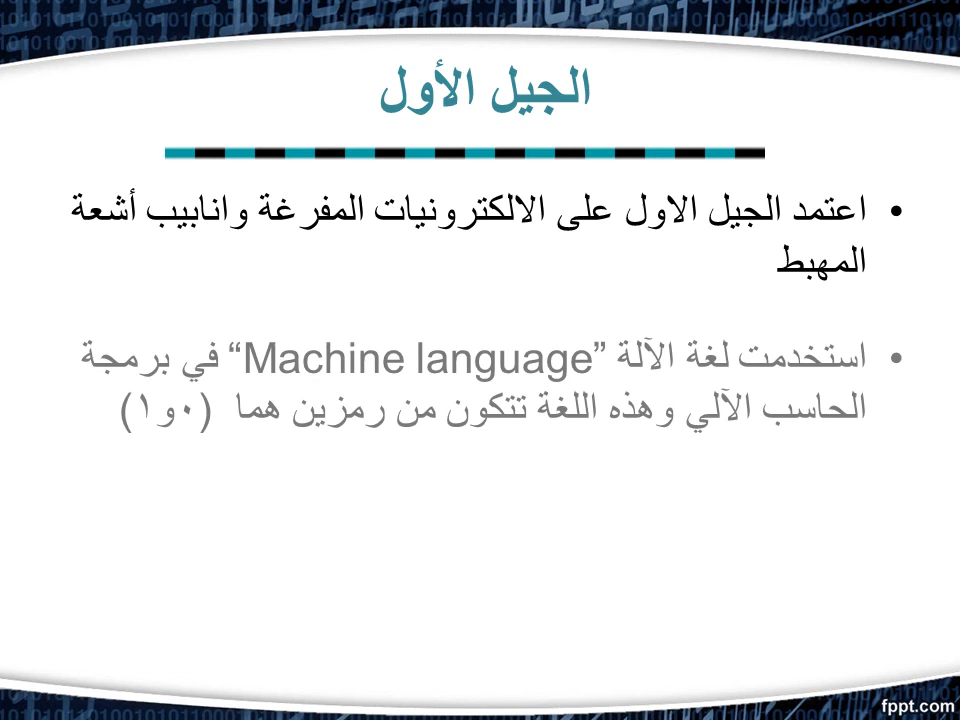 الجيل الأول
• اعتمد الجيل الاول على الالكترونيات المفرغة وانابيب أشعة
المهبط
• استخدمت لغة الآلة “Machine language” في برمجة
الحاسب الآلي وهذه اللغة تتكون من رمزين هما (٠و١)
fppt.com